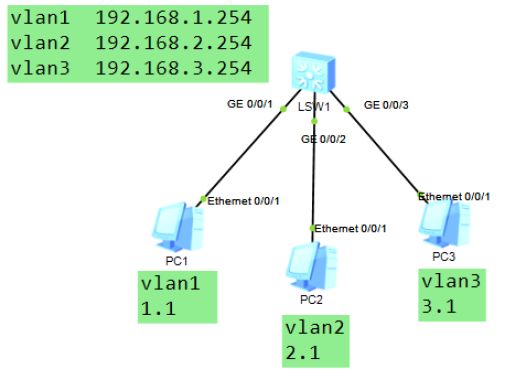 vlan1 192.168.1.254
vlan2 192.168.2.254
vlan3 192.168.3.254
GE 0/0/1
LSW1
GE 0/0/3
GE 0/0/2
Ethernet 0/0/1
Ethernet 0/0/1
Ethernet 0/0/1
PC1
vlan1
1.1
PC2
vlan2
2.1
PC3
vlan3
3.1